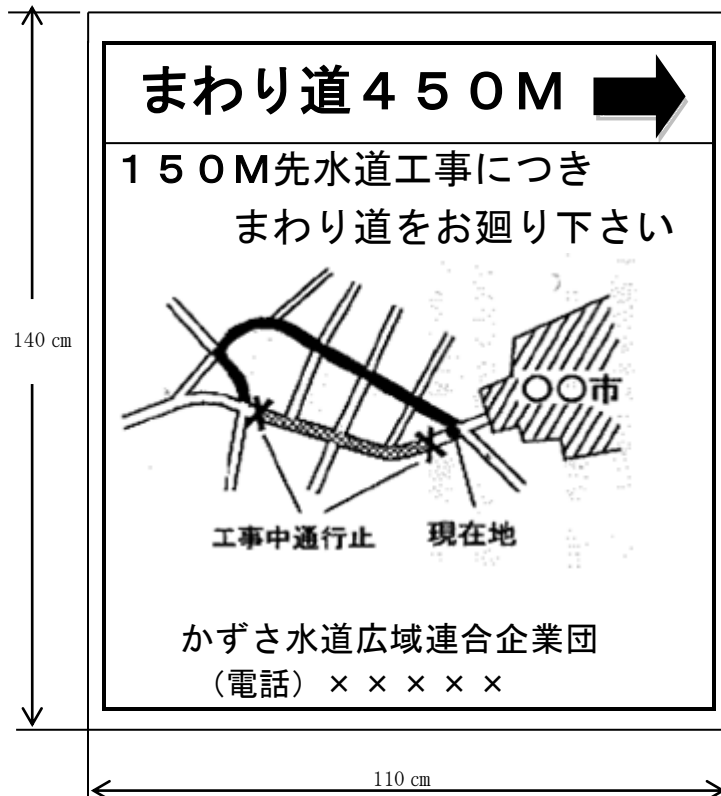 まわり道450M
150M先水道工事につき
まわり道をお廻り下さい
140 cm
〇〇市
工事中通行止
現在地
かずさ水道広域連合企業団
（電話）×××××
110 cm